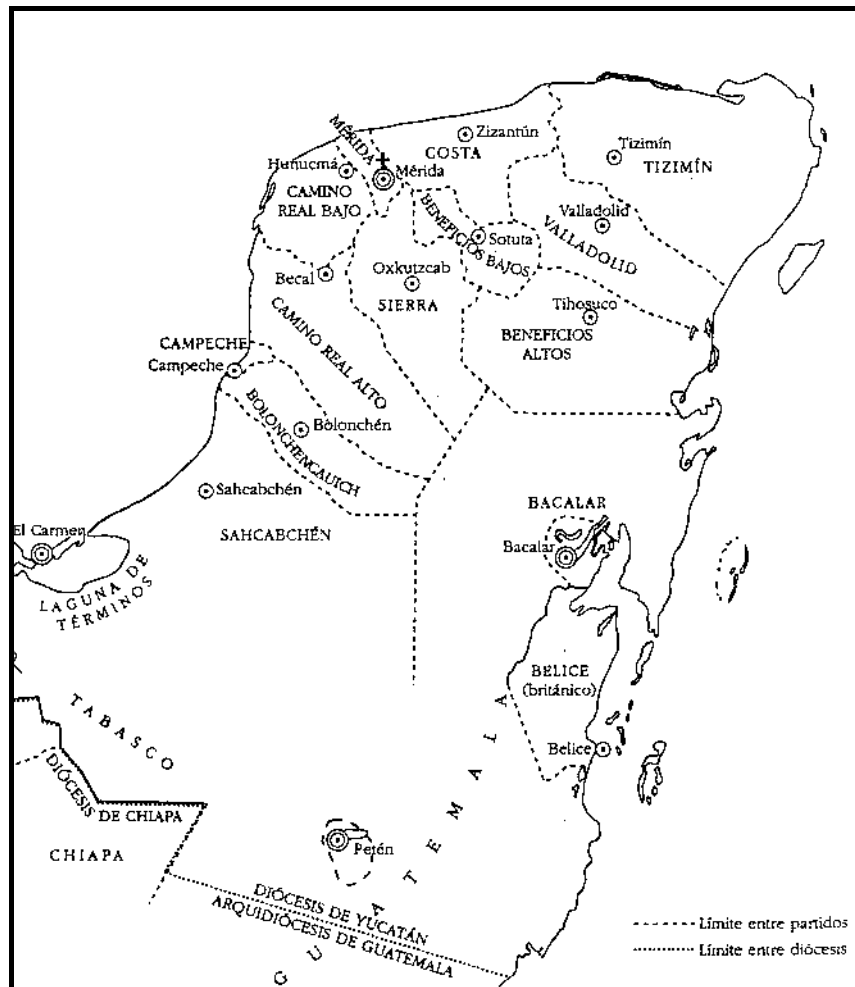 MÉRIDA
Zizantún
COSTA
Tizimín
TIZIMÍN
Hunucmá
Mérida
CAMINO
REAL BAJO
BENEFICIOS BAJOS
Sotuta
Valladolid
VALLADOLID
Becal
Oxkutzcab
SIERRA
Tihosuco
BENEFICIOS
ALTOS
CAMPECHE
Campeche
CAMINO REAL ALTO
Bolonchén
BOLONCHENCAUICH
Sahcabchén
SAHCABCHÉN
BACALAR
Bacalar
El Carmen
LAGUNA DE
TÉRMINOS
BELICE
(británico)
Belice
TABASCO
DIÓCESIS
DE CHIAPA
CHIAPA
Petén
GUATEMALA
DIÓCESIS DE YUCATÁN
ARQUIDIÓCESIS DE GUATEMALA
Límite entre partidos
Límite entre diócesis